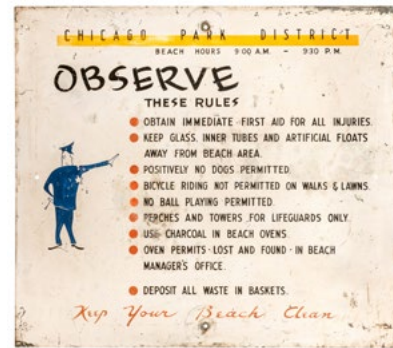 CHICAGO PARK DISTRICT
BEACH HOURS 9:00 A.M. – 9:30 P.M.
OBSERVE
THESE RULES
OBTAIN IMMEDIATE FIRST AID FOR ALL INJURIES.
KEEP GLASS, INNER TUBES AND ARTIFICIAL FLOATS
AWAY FROM BEACH AREA.
POSITIVELY NO DOGS PERMITTED.
BICYCLE RIDING NOT PERMITTED ON WALKS & LAWNS.
NO BALL PLAYING PERMITTED.
PERCHES AND TOWERS FOR LIFEGUARDS ONLY.
USE CHARCOAL IN BEACH OVENS.
OVEN PERMITS - LOST AND FOUND - IN BEACH
MANAGER'S OFFICE.
DEPOSIT ALL WASTE IN BASKETS.
Keep Your Beach Clean